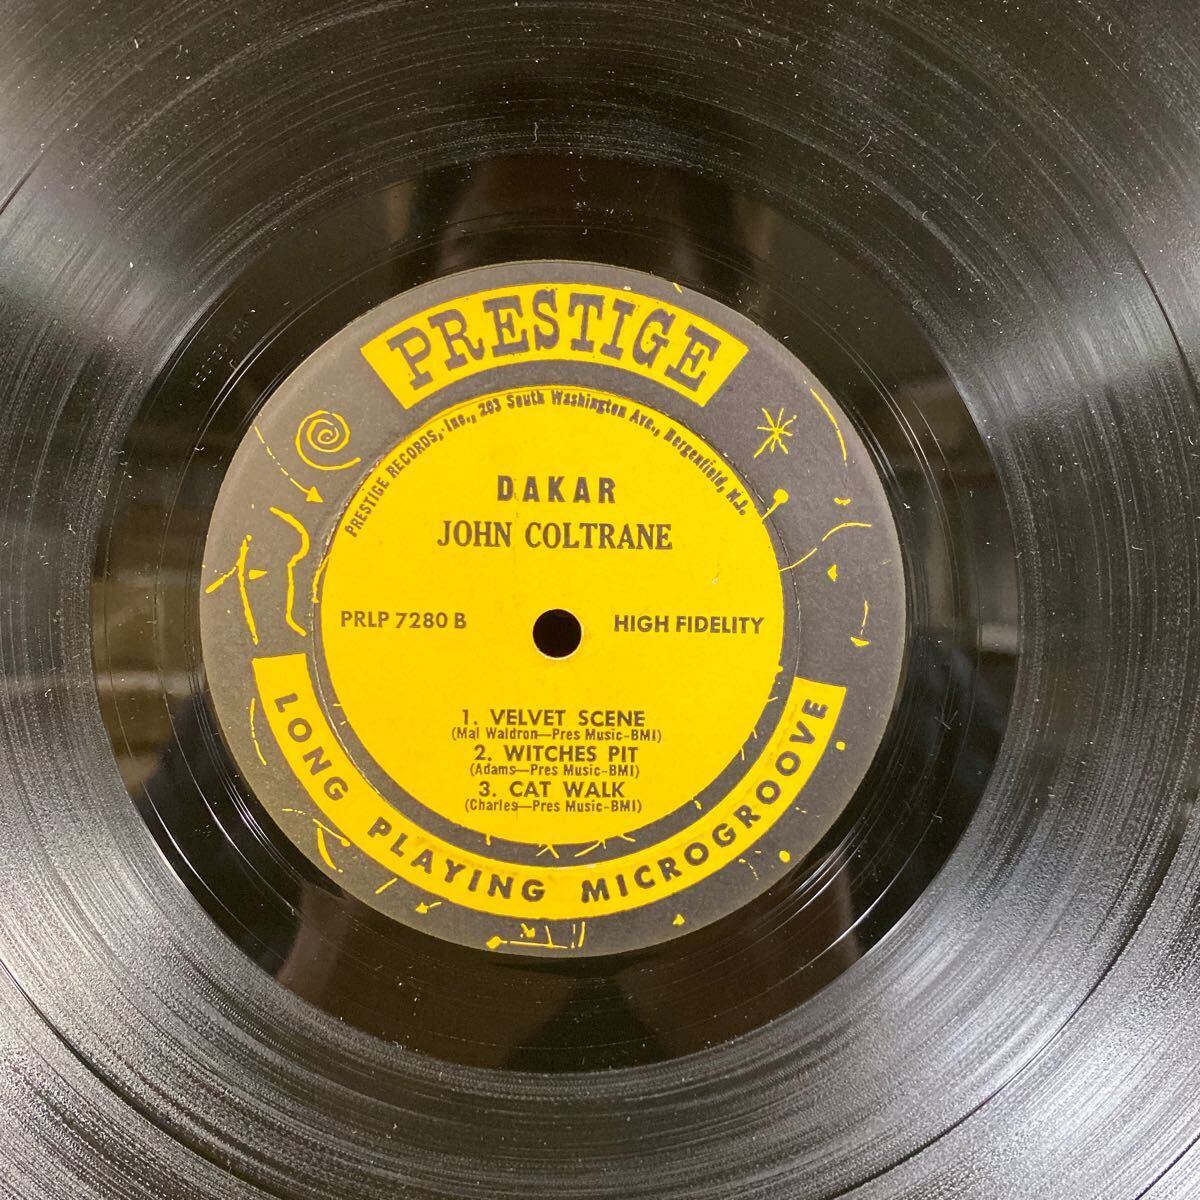 PRESTIGE
PRESTIGE RECORDS, Inc., 203 South Washington Ave., Bergenfield, N.J.
DAKAR
JOHN COLTRANE
PRLP 7280 B
HIGH FIDELITY
1. VELVET SCENE
(Mal Waldron—Pres Music-BMI)
2. WITCHES PIT
(Adams—Pres Music-BMI)
3. CAT WALK
(Charles—Pres Music-BMI)
LONG PLAYING MICROGROOVE